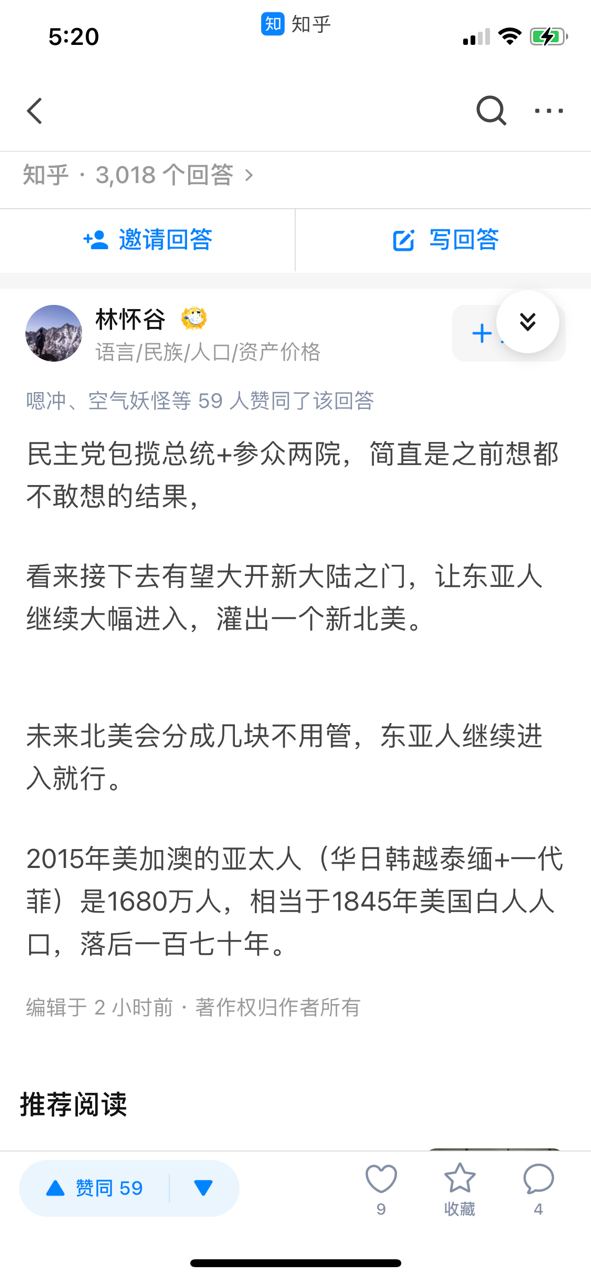 5:20
知 知乎
知乎 · 3,018 个回答 >
邀请回答
写回答
林怀谷
语言/民族/人口/资产价格
嗯冲、空气妖怪等 59 人赞同了该回答
民主党包揽总统+参众两院，简直是之前想都
不敢想的结果，
看来接下去有望大开新大陆之门，让东亚人
继续大幅进入，灌出一个新北美。
未来北美会分成几块不用管，东亚人继续进
入就行。
2015年美加澳的亚太人（华日韩越泰缅+一代
菲）是1680万人，相当于1845年美国白人人
口，落后一百七十年。
编辑于 2 小时前 · 著作权归作者所有
推荐阅读
赞同 59
9
收藏
4